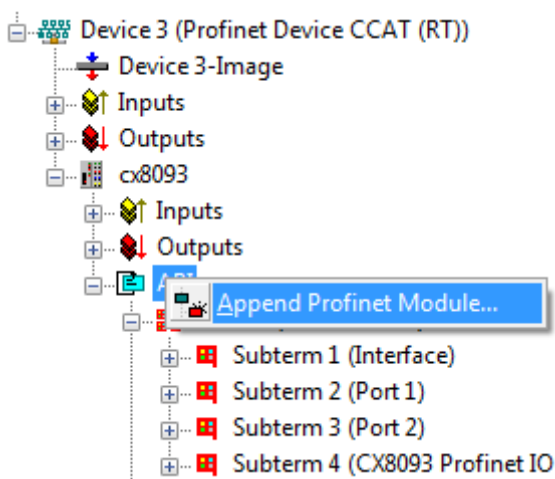 Device 3 (Profinet Device CCAT (RT))
Device 3-Image
Inputs
Outputs
cx8093
Inputs
Outputs
Append Profinet Module...
Subterm 1 (Interface)
Subterm 2 (Port 1)
Subterm 3 (Port 2)
Subterm 4 (CX8093 Profinet IO